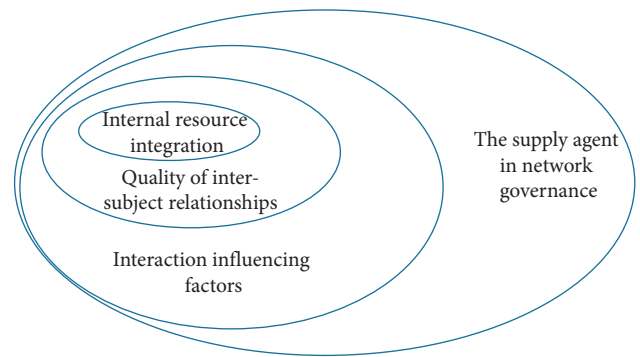 Internal resource
integration
Quality of inter-
subject relationships
Interaction influencing
factors
The supply agent
in network
governance